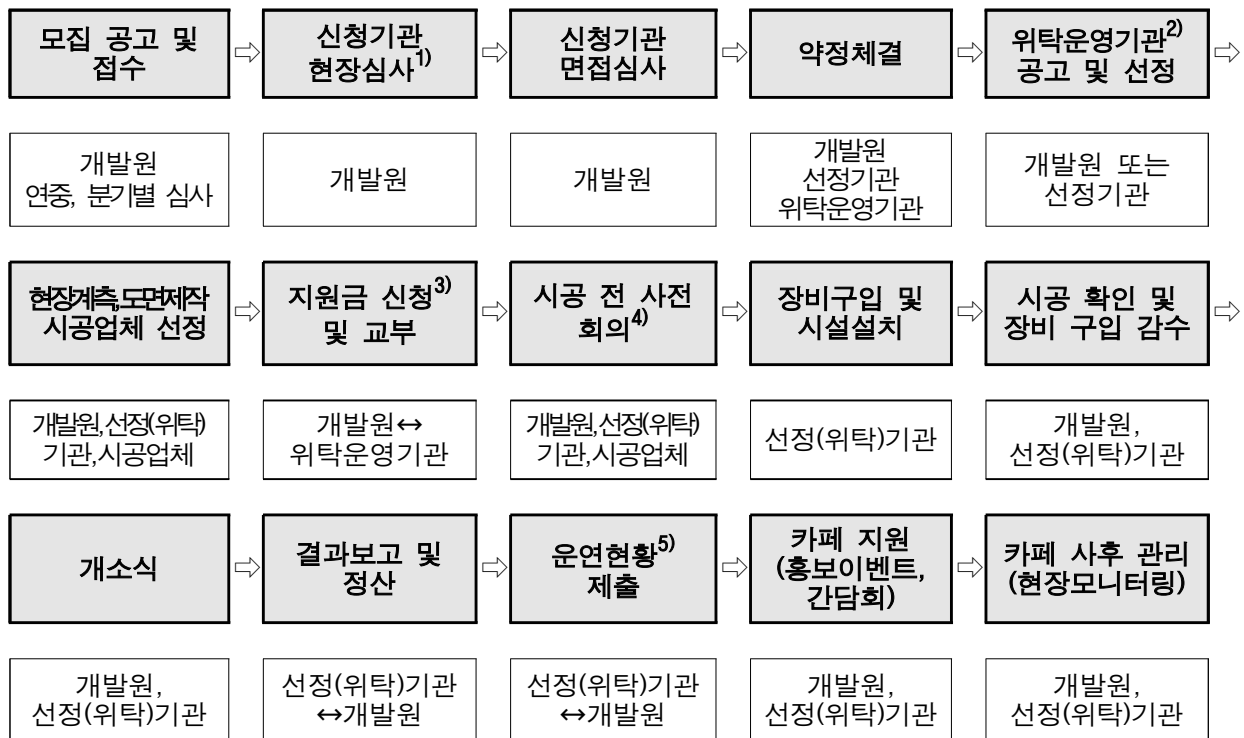 모집 공고 및
접수
⇨
신청기관
현장심사1)
⇨
신청기관
면접심사
⇨
약정체결
⇨
위탁운영기관2)
공고 및 선정
⇨
개발원
연중, 분기별 심사
개발원
개발원
개발원
선정기관
위탁운영기관
개발원 또는
선정기관
현장계측,도면제작
시공업체 선정
⇨
지원금 신청3)
및 교부
⇨
시공 전 사전
회의4)
⇨
장비구입 및
시설설치
⇨
시공 확인 및
장비 구입 감수
⇨
개발원,선정(위탁)
기관,시공업체
개발원↔
위탁운영기관
개발원,선정(위탁)
기관,시공업체
선정(위탁)기관
개발원,
선정(위탁)기관
개소식
⇨
결과보고 및
정산
⇨
운연현황5)
제출
⇨
카페 지원
(홍보이벤트,
간담회)
⇨
카페 사후 관리
(현장모니터링)
개발원,
선정(위탁)기관
선정(위탁)기관
↔개발원
선정(위탁)기관
↔개발원
개발원,
선정(위탁)기관
개발원,
선정(위탁)기관